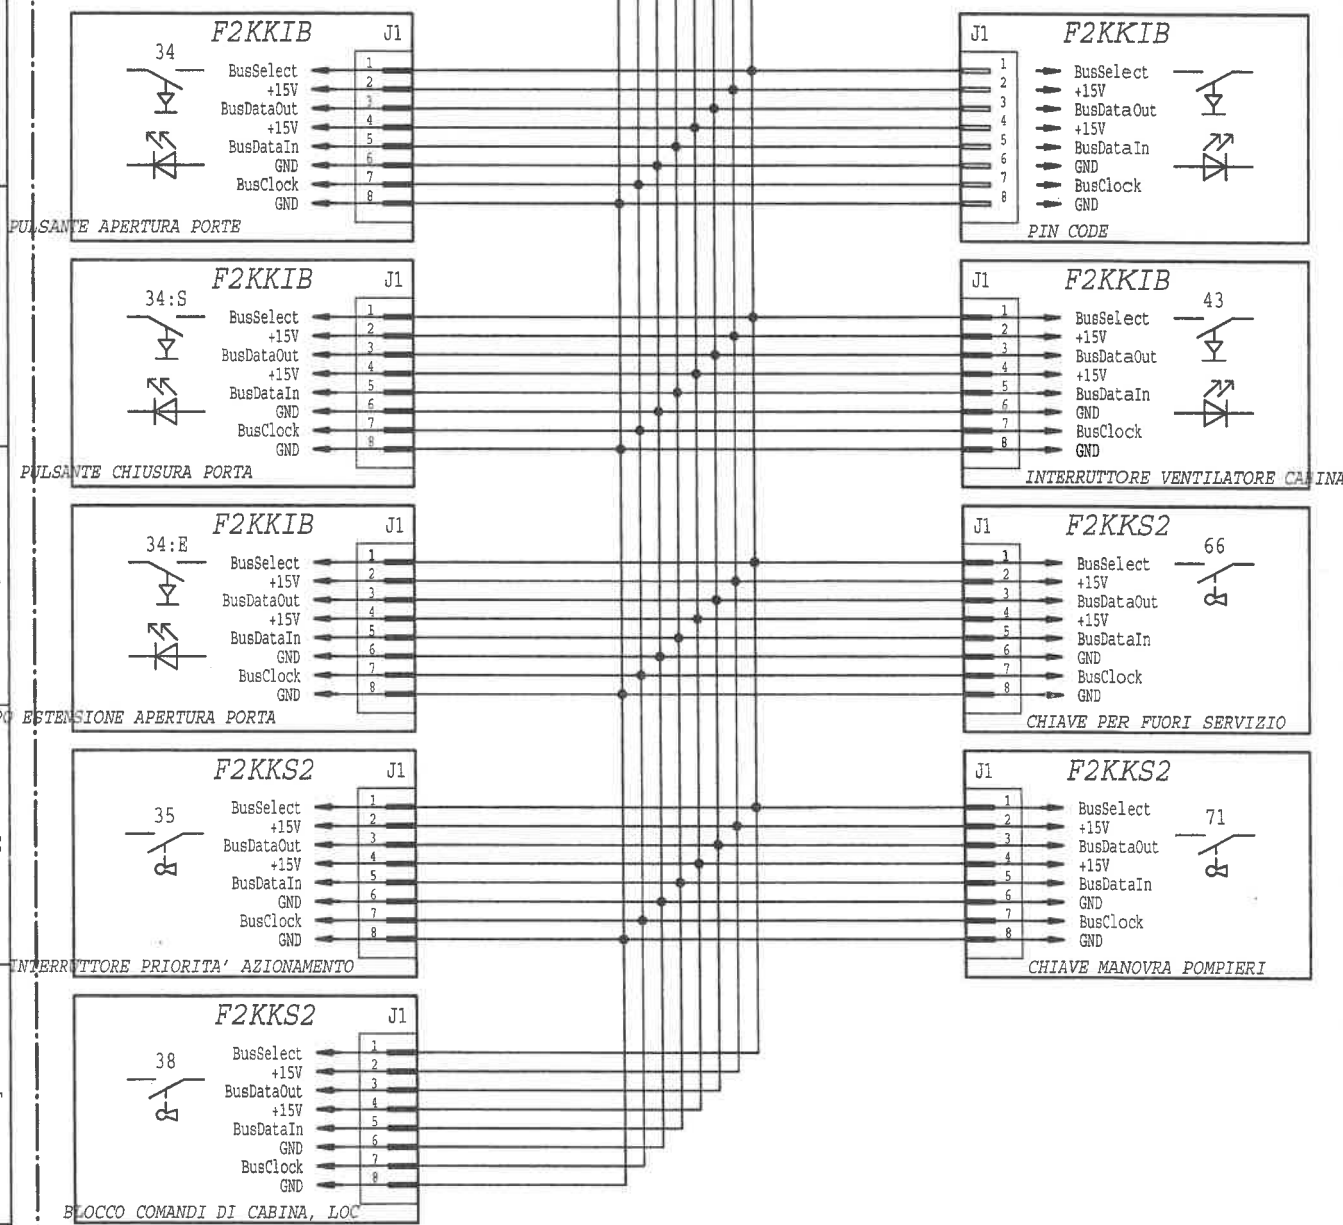 F2KKIB J1
34
BusSelect 1
+15V 2
BusDataOut 3
+15V 4
BusDataIn 5
GND 6
BusClock 7
GND 8
PULSANTE APERTURA PORTE
J1 F2KKIB
1 BusSelect
2 +15V
3 BusDataOut
4 +15V
5 BusDataIn
6 GND
7 BusClock
8 GND
PIN CODE
F2KKIB J1
34:S
BusSelect 1
+15V 2
BusDataOut 3
+15V 4
BusDataIn 5
GND 6
BusClock 7
GND 8
PULSANTE CHIUSURA PORTA
J1 F2KKIB
43
1 BusSelect
2 +15V
3 BusDataOut
4 +15V
5 BusDataIn
6 GND
7 BusClock
8 GND
INTERRUTTORE VENTILATORE CABINA
F2KKIB J1
34:E
BusSelect 1
+15V 2
BusDataOut 3
+15V 4
BusDataIn 5
GND 6
BusClock 7
GND 8
ESTENSIONE APERTURA PORTA
J1 F2KKS2
66
1 BusSelect
2 +15V
3 BusDataOut
4 +15V
5 BusDataIn
6 GND
7 BusClock
8 GND
CHIAVE PER FUORI SERVIZIO
F2KKS2 J1
35
BusSelect 1
+15V 2
BusDataOut 3
+15V 4
BusDataIn 5
GND 6
BusClock 7
GND 8
INTERRUTTORE PRIORITA' AZIONAMENTO
J1 F2KKS2
71
1 BusSelect
2 +15V
3 BusDataOut
4 +15V
5 BusDataIn
6 GND
7 BusClock
8 GND
CHIAVE MANOVRA POMPIERI
F2KKS2 J1
38
BusSelect 1
+15V 2
BusDataOut 3
+15V 4
BusDataIn 5
GND 6
BusClock 7
GND 8
BLOCCO COMANDI DI CABINA, LOC